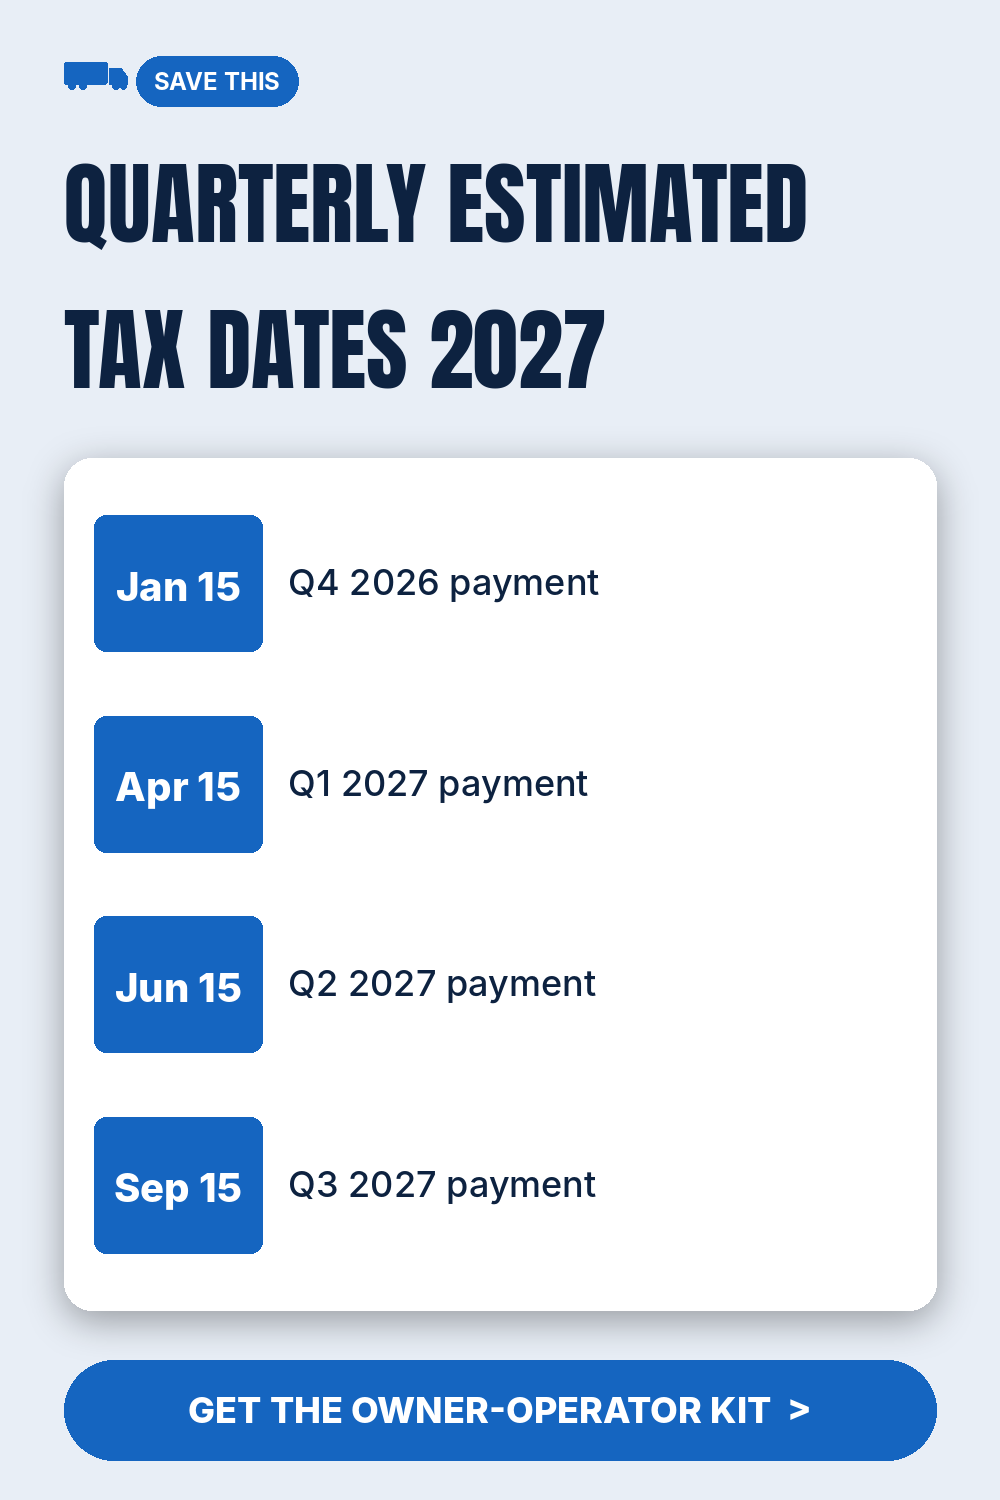 SAVE THIS
QUARTERLY ESTIMATED
TAX DATES 2027
Jan 15
Q4 2026 payment
Apr 15
Q1 2027 payment
Jun 15
Q2 2027 payment
Sep 15
Q3 2027 payment
GET THE OWNER-OPERATOR KIT >